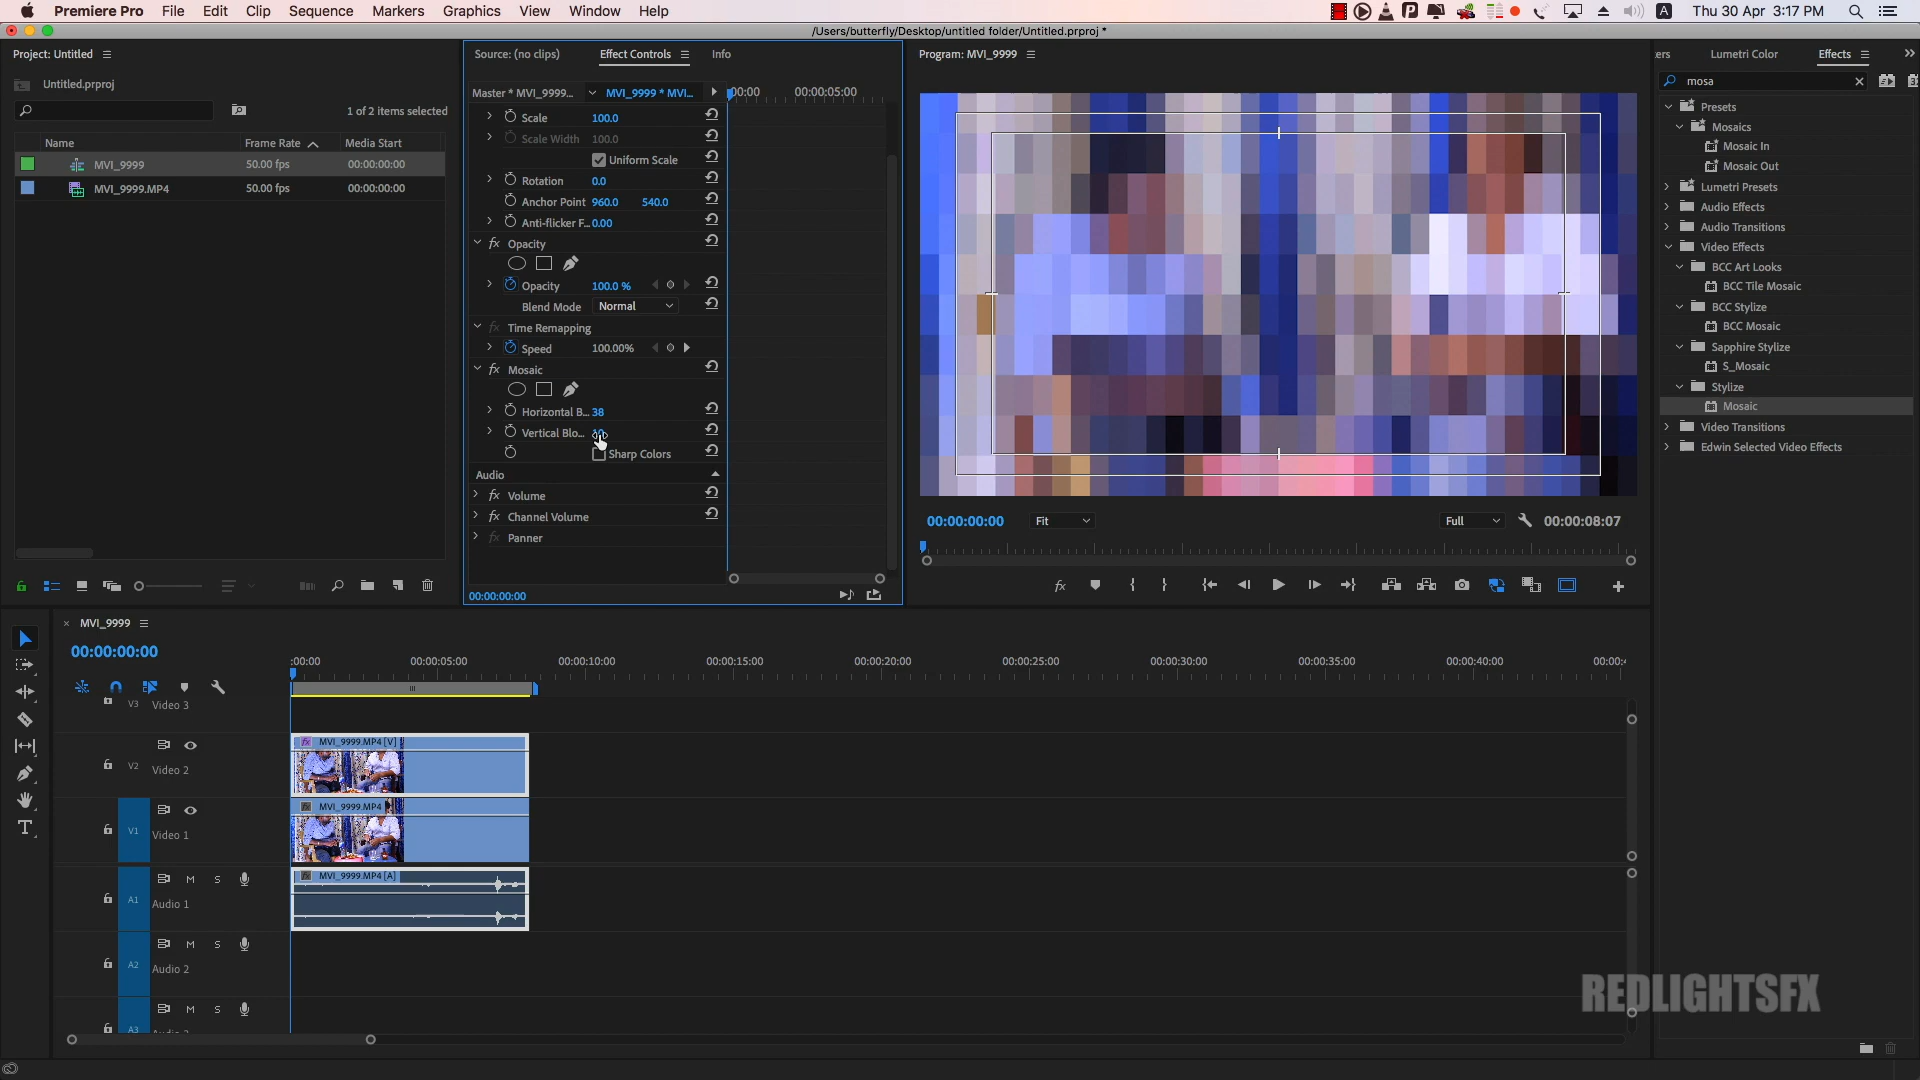 Premiere Pro File Edit Clip Sequence Markers Graphics View Window Help
A Thu 30 Apr 3:17 PM
/Users/butterfly/Desktop/untitled folder/Untitled.prproj *
Project: Untitled
Untitled.prproj
1 of 2 items selected
Name Frame Rate Media Start
MVI_9999 50.00 fps 00:00:00:00
MVI_9999.MP4 50.00 fps 00:00:00:00
Source: (no clips) Effect Controls Info
Master * MVI_9999... MVI_9999 * MVI... 00:00 00:00:05:00
Scale 100.0
Scale Width 100.0
Uniform Scale
Rotation 0.0
Anchor Point 960.0 540.0
Anti-flicker F... 0.00
fx Opacity
Opacity 100.0 %
Blend Mode Normal
fx Time Remapping
Speed 100.00%
fx Mosaic
Horizontal B... 38
Vertical Blo...
Sharp Colors
Audio
fx Volume
fx Channel Volume
fx Panner
00:00:00:00
Program: MVI_9999
00:00:00:00 Fit Full 00:00:08:07
fx
ers Lumetri Color Effects
mosa
Presets
Mosaics
Mosaic In
Mosaic Out
Lumetri Presets
Audio Effects
Audio Transitions
Video Effects
BCC Art Looks
BCC Tile Mosaic
BCC Stylize
BCC Mosaic
Sapphire Stylize
S_Mosaic
Stylize
Mosaic
Video Transitions
Edwin Selected Video Effects
× MVI_9999
00:00:00:00
:00:00 00:00:05:00 00:00:10:00 00:00:15:00 00:00:20:00 00:00:25:00 00:00:30:00 00:00:35:00 00:00:40:00 00:00:4
V3 Video 3
fx MVI_9999.MP4 [V]
V2 Video 2
fx MVI_9999.MP4
V1 Video 1
M S
fx MVI_9999.MP4 [A]
A1 Audio 1
M S
A2 Audio 2
M S
A3
REDLIGHTSFX